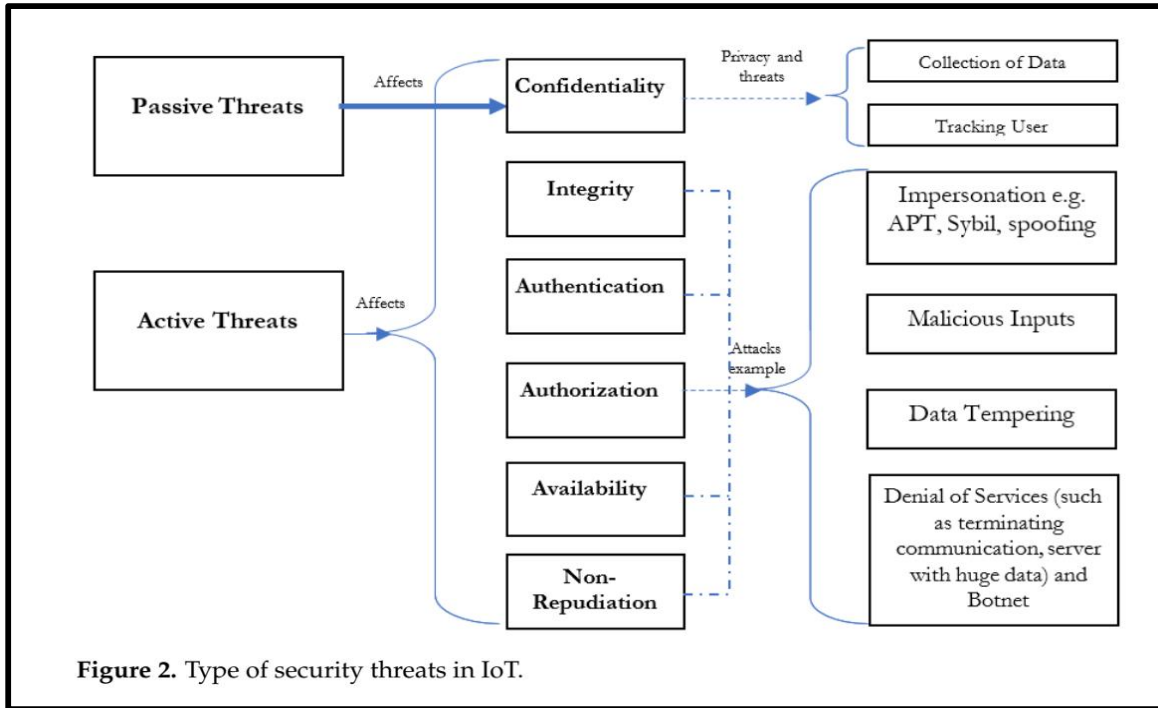 Passive Threats
Affects
Confidentiality
Privacy and
threats
Collection of Data
Tracking User
Integrity
Impersonation e.g.
APT, Sybil, spoofing
Active Threats
Affects
Authentication
Malicious Inputs
Authorization
Attacks
example
Data Tempering
Availability
Denial of Services (such
as terminating
communication, server
with huge data) and
Botnet
Non-
Repudiation
Figure 2. Type of security threats in IoT.